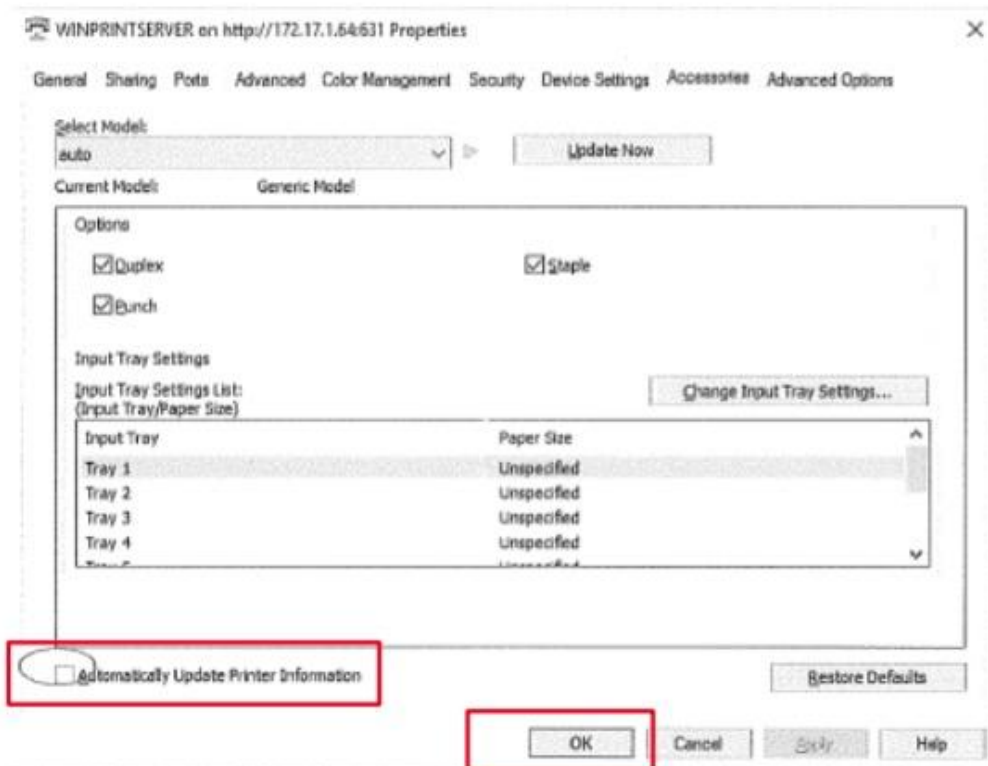 WINPRINTSERVER on http://172.17.1.64:631 Properties
General Sharing Ports Advanced Color Management Security Device Settings Accessories Advanced Options
Select Model:
auto Update Now
Current Model: Generic Model
Options
Duplex Staple
Punch
Input Tray Settings
Input Tray Settings List:
(Input Tray/Paper Size) Change Input Tray Settings...
Input Tray Paper Size
Tray 1 Unspecified
Tray 2 Unspecified
Tray 3 Unspecified
Tray 4 Unspecified
Automatically Update Printer Information Restore Defaults
OK Cancel Apply Help